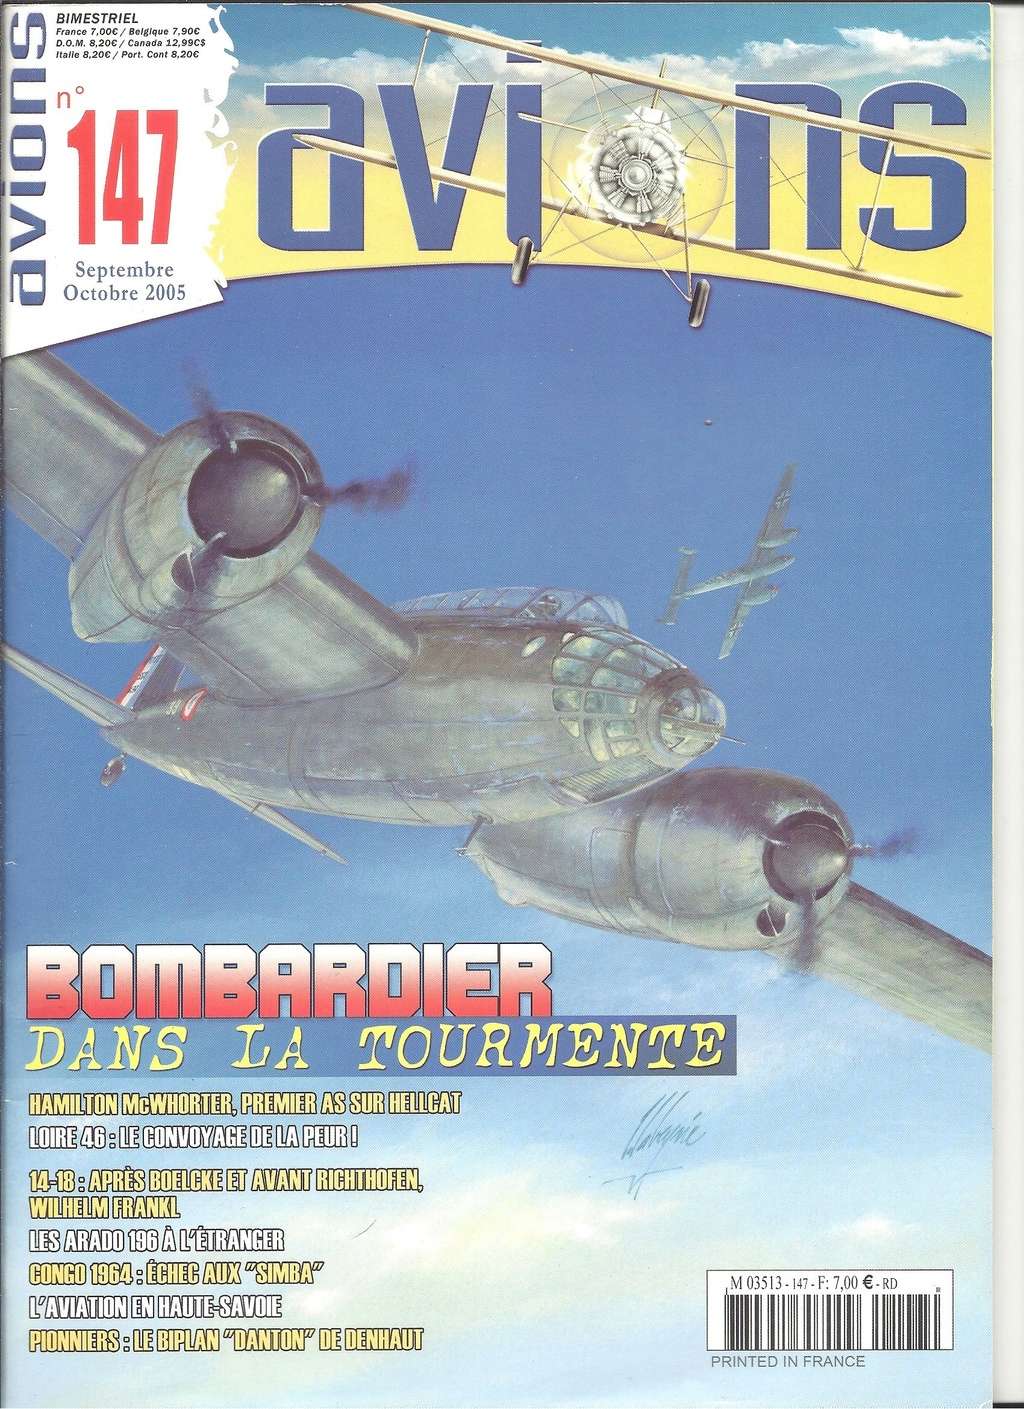 avions
BIMESTRIEL
France 7,00€ / Belgique 7,90€
D.O.M. 8,20€ / Canada 12,99C$
Italie 8,20€ / Port. Cont 8,20€
n°
147
Septembre
Octobre 2005
avions
BOMBARDIER
DANS LA TOURMENTE
HAMILTON McWHORTER, PREMIER AS SUR HELLCAT
LOIRE 46 : LE CONVOYAGE DE LA PEUR !
14-18 : APRÈS BOELCKE ET AVANT RICHTHOFEN,
WILHELM FRANKL
LES ARADO 196 À L'ÉTRANGER
CONGO 1964 : ÉCHEC AUX "SIMBA"
L'AVIATION EN HAUTE-SAVOIE
PIONNIERS : LE BIPLAN "DANTON" DE DENHAUT
M 03513 - 147 - F: 7,00 € - RD
PRINTED IN FRANCE